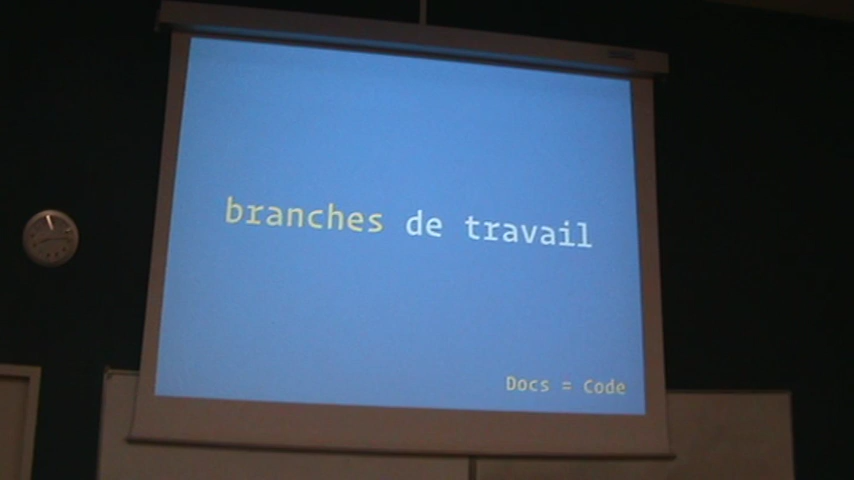 branches de travail
Docs = Code